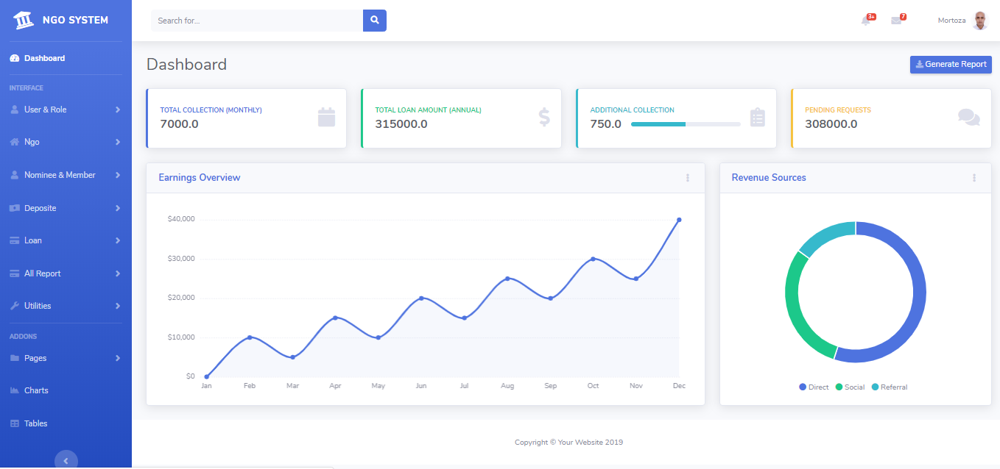 NGO SYSTEM
Search for...
3+
7
Mortoza
Dashboard
INTERFACE
User & Role
Ngo
Nominee & Member
Deposite
Loan
All Report
Utilities
ADDONS
Pages
Charts
Tables
Dashboard
Generate Report
TOTAL COLLECTION (MONTHLY)
7000.0
TOTAL LOAN AMOUNT (ANNUAL)
315000.0
ADDITIONAL COLLECTION
750.0
PENDING REQUESTS
308000.0
Earnings Overview
$40,000
$30,000
$20,000
$10,000
$0
Jan Feb Mar Apr May Jun Jul Aug Sep Oct Nov Dec
Revenue Sources
Direct Social Referral
Copyright © Your Website 2019